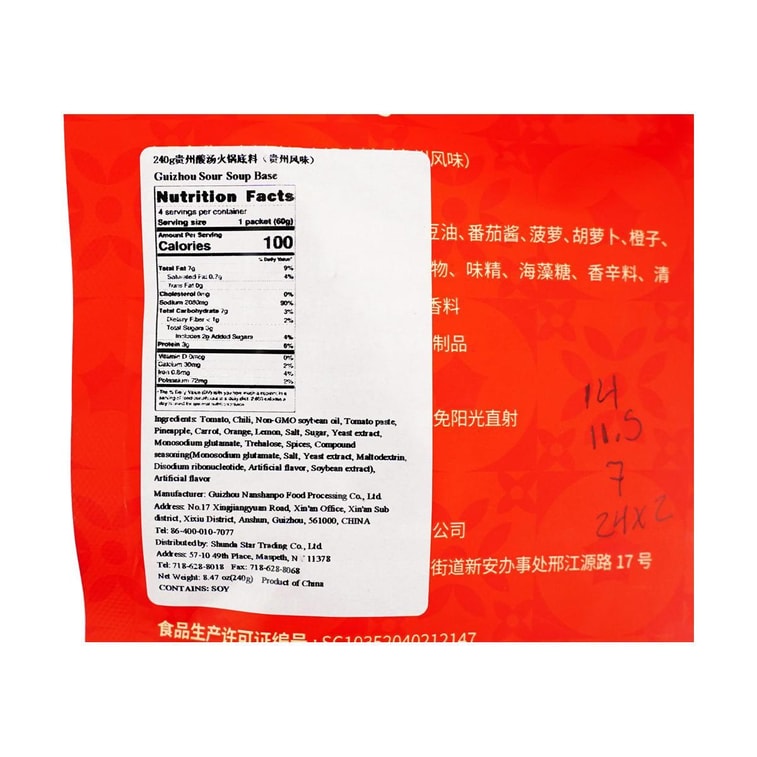 240g贵州酸汤火锅底料（贵州风味）
Guizhou Sour Soup Base
Nutrition Facts
4 servings per container
Serving size 1 packet (60g)
Amount Per Serving
Calories 100
% Daily Value*
Total Fat 7g 9%
Saturated Fat 0.7g 4%
Trans Fat 0g
Cholesterol 0mg 0%
Sodium 2080mg 90%
Total Carbohydrate 7g 3%
Dietary Fiber < 1g 2%
Total Sugars 3g
Includes 2g Added Sugars 4%
Protein 3g 6%
Vitamin D 0mcg 0%
Calcium 30mg 2%
Iron 0.8mg 4%
Potassium 72mg 2%
Ingredients: Tomato, Chili, Non-GMO soybean oil, Tomato paste,
Pineapple, Carrot, Orange, Lemon, Salt, Sugar, Yeast extract,
Monosodium glutamate, Trehalose, Spices, Compound
seasoning(Monosodium glutamate, Salt, Yeast extract, Maltodextrin,
Disodium ribonucleotide, Artificial flavor, Soybean extract),
Artificial flavor
Manufacturer: Guizhou Nanshanpo Food Processing Co., Ltd.
Address: No.17 Xingjiangyuan Road, Xin'an Office, Xin'an Sub
district, Xixiu District, Anshun, Guizhou, 561000, CHINA
Tel: 86-400-010-7077
Distributed by: Shunda Star Trading Co., Ltd
Address: 57-10 49th Place, Maspeth, 11378
Tel: 718-628-8018 Fax: 718-628-8068
Net Weight: 8.47 oz(240g) Product of China
CONTAINS: SOY
风味)
豆油、番茄酱、菠萝、胡萝卜、橙子、
物、味精、海藻糖、香辛料、清
香料
制品
免阳光直射
14
11.5
7
24x2
公司
街道新安办事处邢江源路 17 号
食品生产许可证编号：SC10352040212147